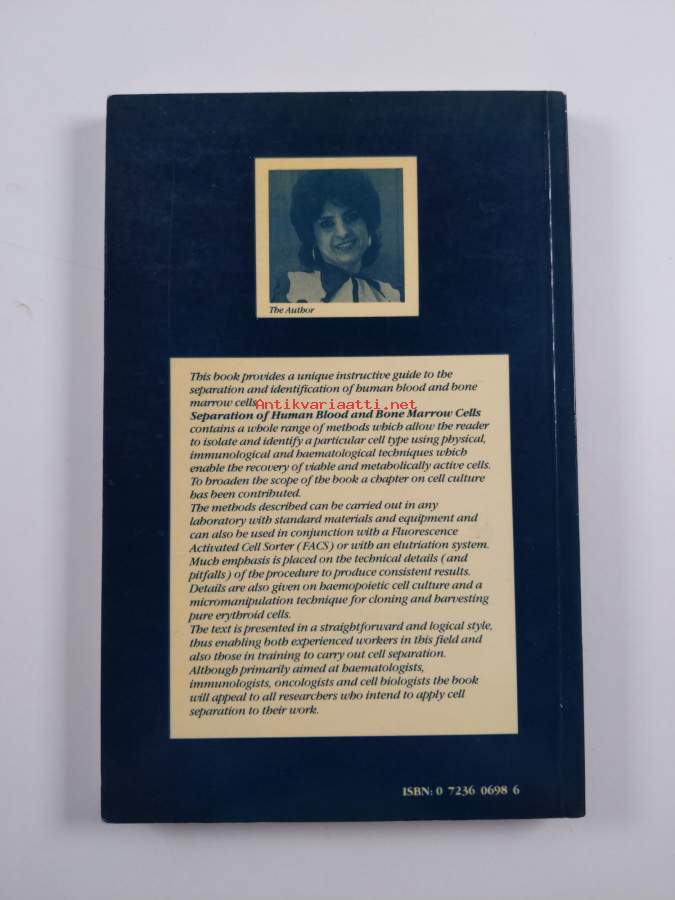 The Author
This book provides a unique instructive guide to the
separation and identification of human blood and bone
marrow cells.
Antikvariaatti.net
Separation of Human Blood and Bone Marrow Cells
contains a whole range of methods which allow the reader
to isolate and identify a particular cell type using physical,
immunological and haematological techniques which
enable the recovery of viable and metabolically active cells.
To broaden the scope of the book a chapter on cell culture
has been contributed.
The methods described can be carried out in any
laboratory with standard materials and equipment and
can also be used in conjunction with a Fluorescence
Activated Cell Sorter (FACS) or with an elutriation system.
Much emphasis is placed on the technical details (and
pitfalls) of the procedure to produce consistent results.
Details are also given on haemopoietic cell culture and a
micromanipulation technique for cloning and harvesting
pure erythroid cells.
The text is presented in a straightforward and logical style,
thus enabling both experienced workers in this field and
also those in training to carry out cell separation.
Although primarily aimed at haematologists,
immunologists, oncologists and cell biologists the book
will appeal to all researchers who intend to apply cell
separation to their work.
ISBN: 0 7236 0698 6